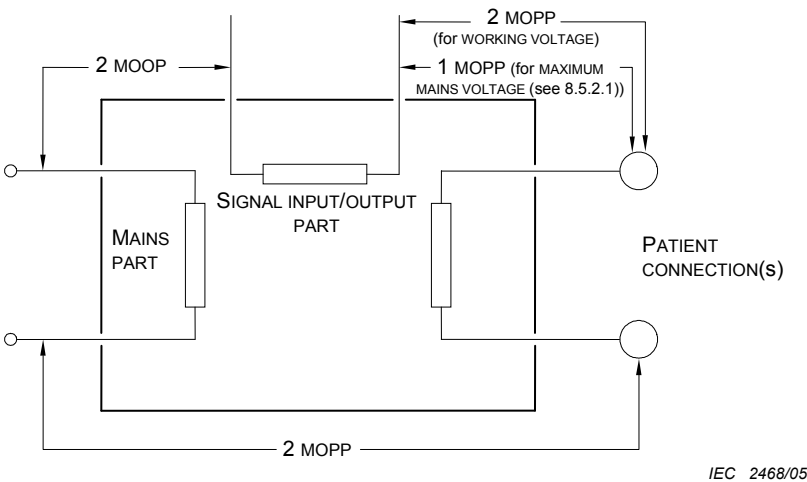 2 MOPP
(for WORKING VOLTAGE)
2 MOOP
1 MOPP (for MAXIMUM
MAINS VOLTAGE (see 8.5.2.1))
SIGNAL INPUT/OUTPUT
PART
MAINS
PART
PATIENT
CONNECTION(s)
2 MOPP
IEC 2468/05